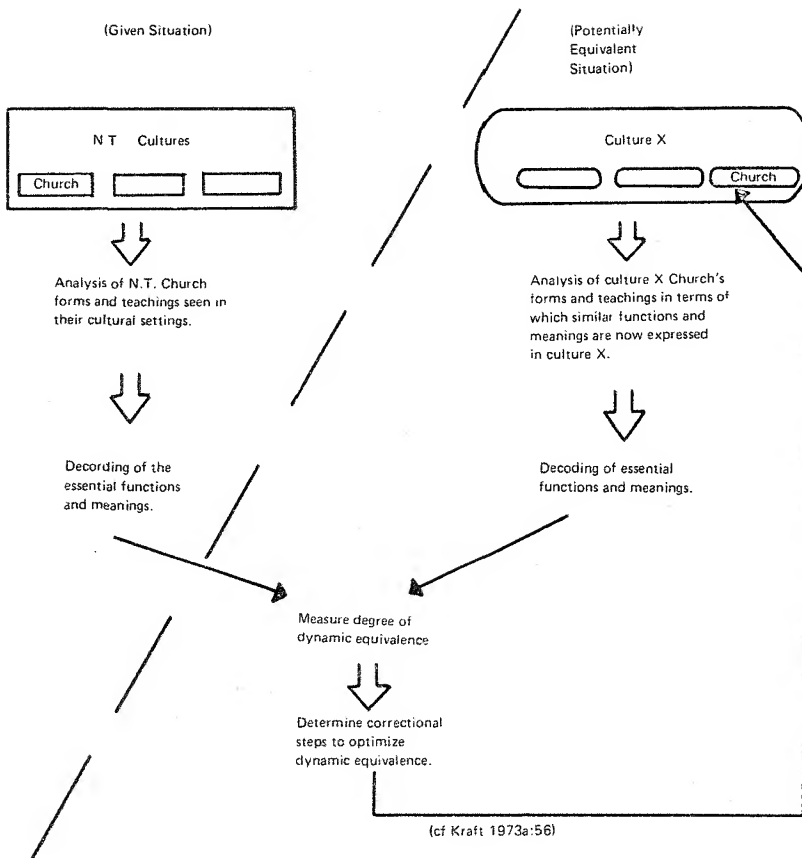 (Given Situation)
(Potentially
Equivalent
Situation)
N T Cultures
Church
Culture X
Church
Analysis of N.T. Church
forms and teachings seen in
their cultural settings.
Analysis of culture X Church's
forms and teachings in terms of
which similar functions and
meanings are now expressed
in culture X.
Decording of the
essential functions
and meanings.
Decoding of essential
functions and meanings.
Measure degree of
dynamic equivalence
Determine correctional
steps to optimize
dynamic equivalence.
(cf Kraft 1973a:56)